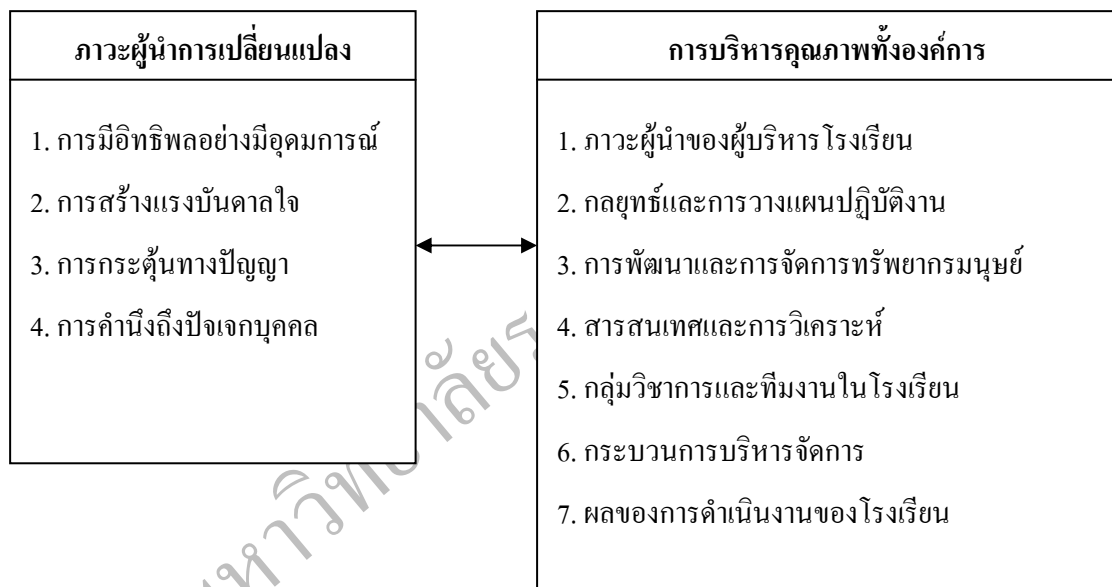 ภาวะผู้นำการเปลี่ยนแปลง
1. การมีอิทธิพลอย่างมีอุดมการณ์
2. การสร้างแรงบันดาลใจ
3. การกระตุ้นทางปัญญา
4. การคำนึงถึงปัจเจกบุคคล
การบริหารคุณภาพทั้งองค์การ
1. ภาวะผู้นำของผู้บริหารโรงเรียน
2. กลยุทธ์และการวางแผนปฏิบัติงาน
3. การพัฒนาและการจัดการทรัพยากรมนุษย์
4. สารสนเทศและการวิเคราะห์
5. กลุ่มวิชาการและทีมงานในโรงเรียน
6. กระบวนการบริหารจัดการ
7. ผลของการดำเนินงานของโรงเรียน